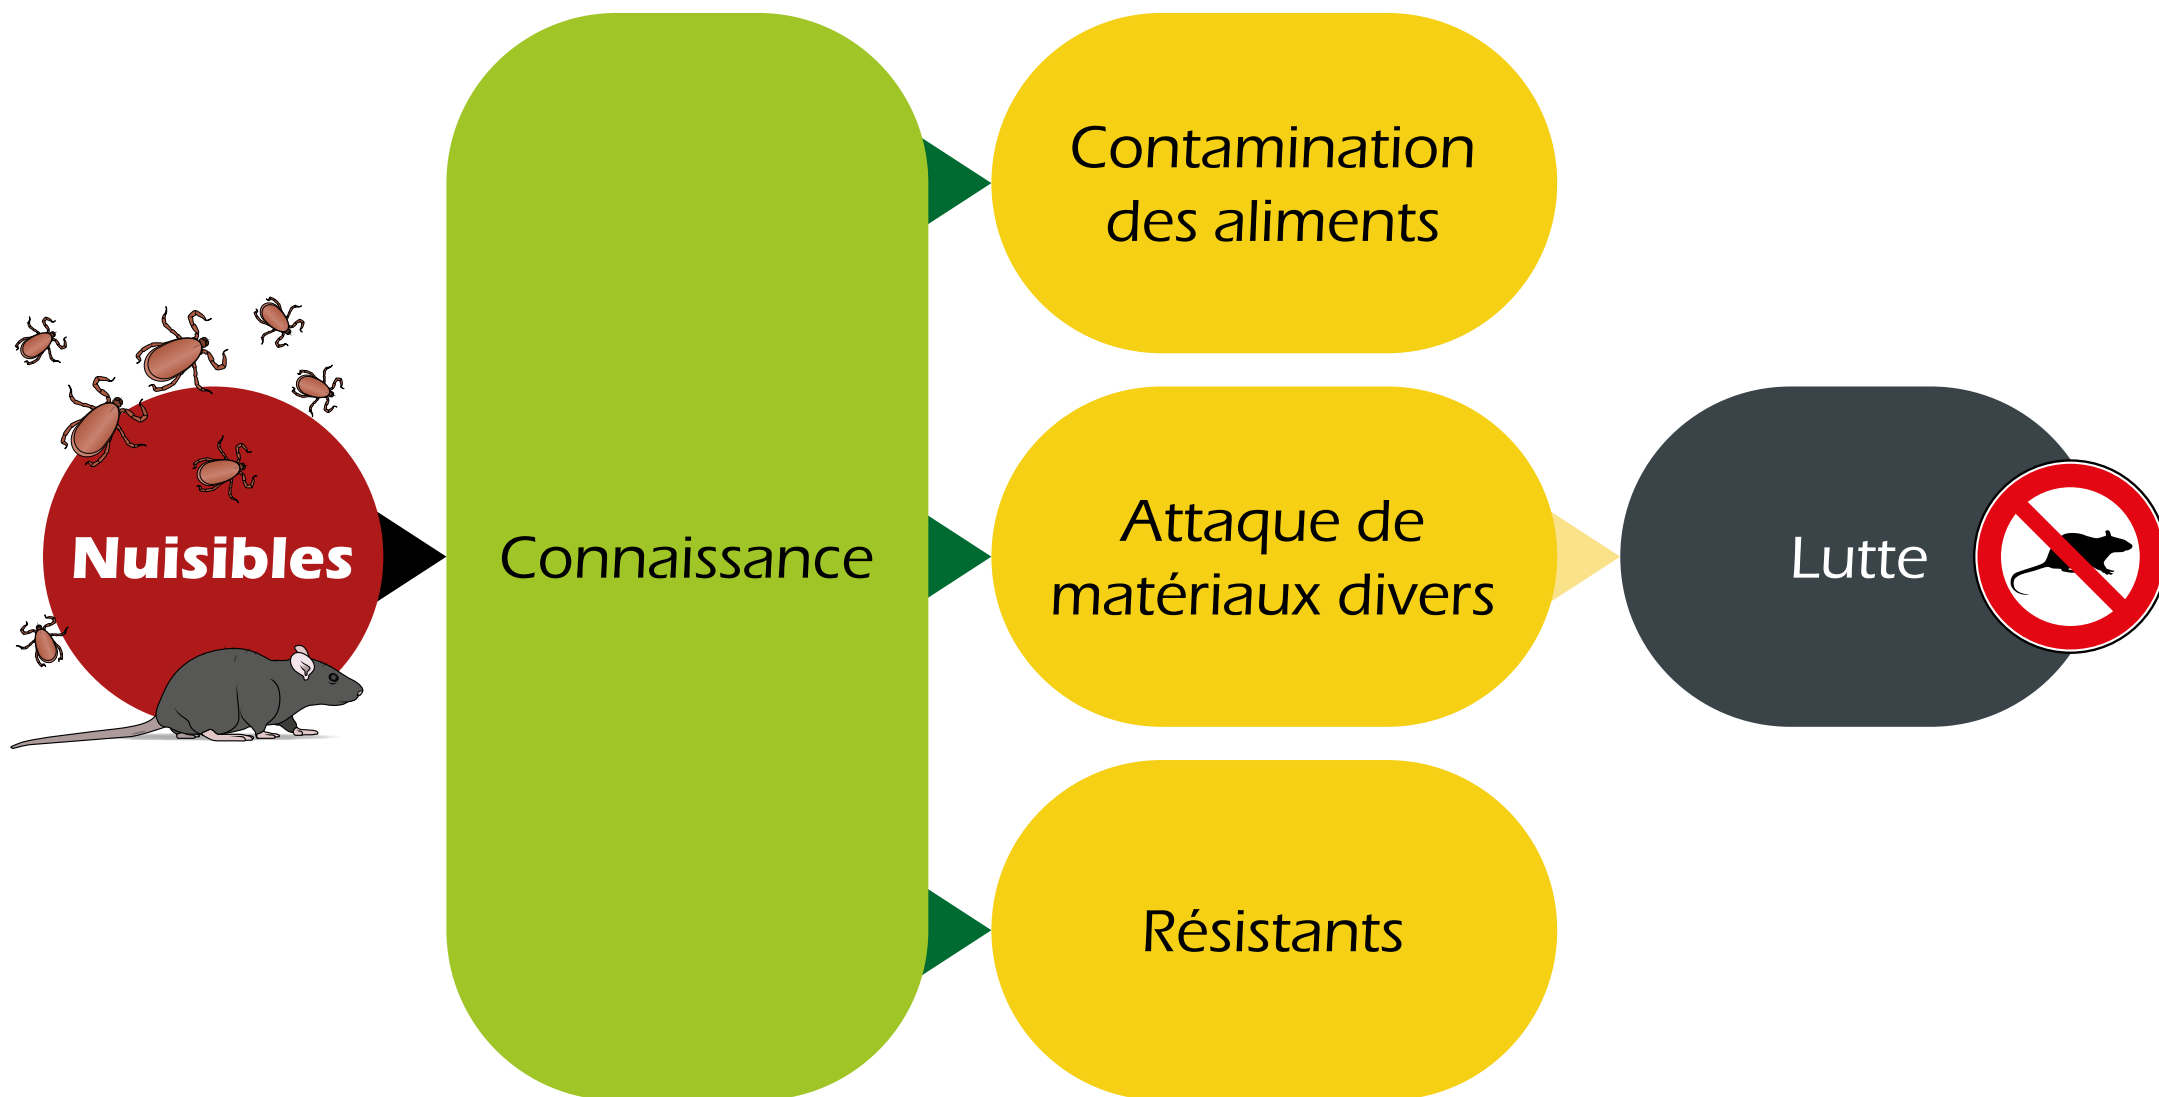 Nuisibles
Connaissance
Contamination
des aliments
Attaque de
matériaux divers
Résistants
Lutte